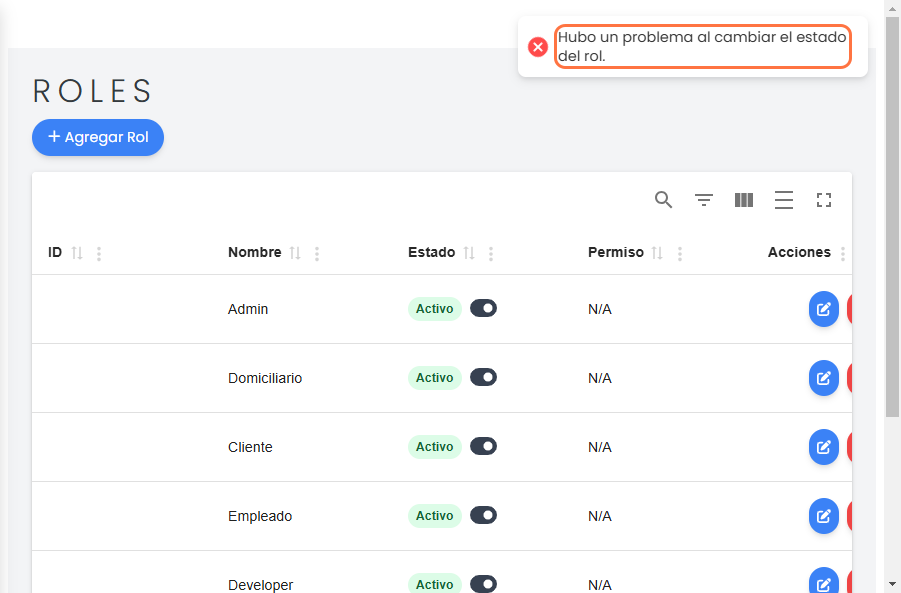 Hubo un problema al cambiar el estado
del rol.
ROLES
+ Agregar Rol
ID Nombre Estado Permiso Acciones
Admin Activo N/A
Domiciliario Activo N/A
Cliente Activo N/A
Empleado Activo N/A
Developer Activo N/A